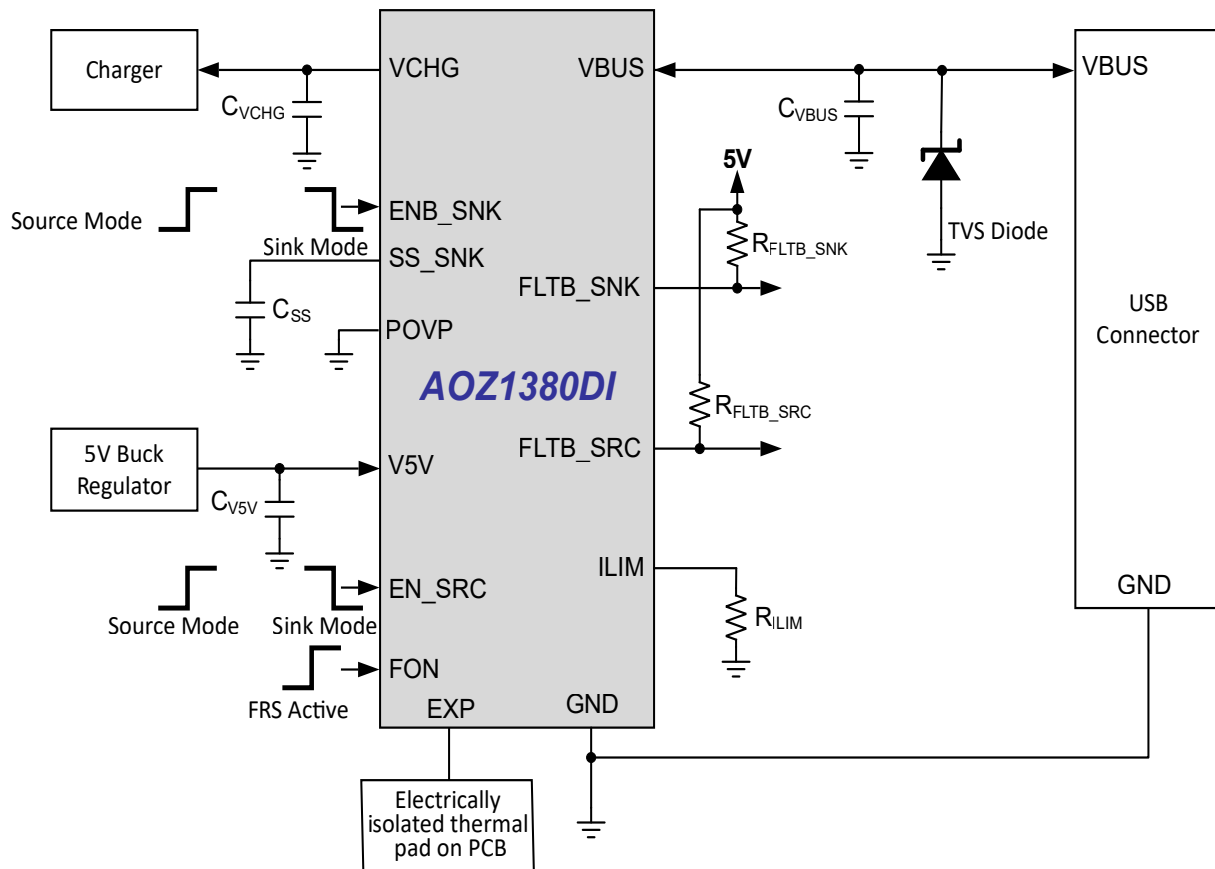 Charger
VCHG
VBUS
VBUS
CVCHG
CVBUS
5V
Source Mode
ENB_SNK
Sink Mode
RFLTB_SNK
TVS Diode
SS_SNK
FLTB_SNK
CSS
USB
Connector
POVP
AOZ1380DI
RFLTB_SRC
5V Buck
Regulator
V5V
FLTB_SRC
CV5V
ILIM
EN_SRC
GND
Source Mode
Sink Mode
RILIM
FON
FRS Active
EXP
GND
Electrically
isolated thermal
pad on PCB